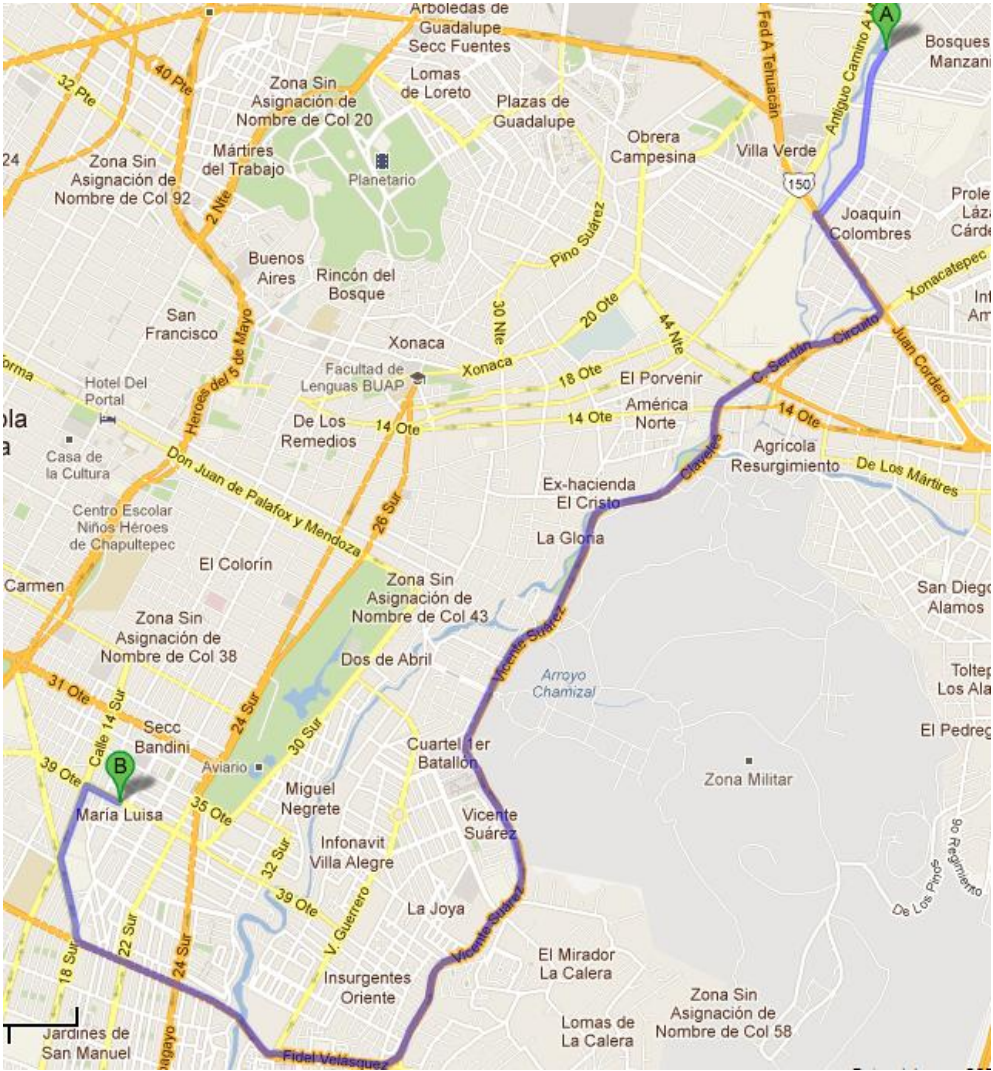 Arboledas de
Guadalupe
Secc Fuentes
A
Bosques
Manzani
40 Pte
32 Pte
Zona Sin
Asignación de
Nombre de Col 20
Lomas
de Loreto
Fed A Tehuacán
Antiguo Camino A
Plazas de
Guadalupe
Obrera
Campesina
Villa Verde
24
Zona Sin
Asignación de
Nombre de Col 92
Mártires
del Trabajo
Planetario
150
2 Nte
Joaquín
Colombres
Prole
Láz
Cárde
Pino Suárez
Buenos
Aires
Rincón del
Bosque
Xonacatepec
San
Francisco
30 Nte
20 Ote
44 Nte
Circuito
Juan Cordero
Xonaca
Heroes del 5 de Mayo
Facultad de
Lenguas BUAP
Xonaca
18 Ote
El Porvenir
C. Serdán
Hotel Del
Portal
De Los
Remedios
14 Ote
14 Ote
América
Norte
14 Ote
Casa de
la Cultura
Don Juan de Palafox y Mendoza
Agrícola
Resurgimiento
De Los Mártires
Claveles
Ex-hacienda
El Cristo
Centro Escolar
Niños Héroes
de Chapultepec
26 Sur
La Gloria
El Colorín
Carmen
Zona Sin
Asignación de
Nombre de Col 43
San Diego
Alamos
Zona Sin
Asignación de
Nombre de Col 38
Vicente Suárez
Dos de Abril
Arroyo
Chamizal
Toltep
Los Ala
31 Ote
Calle 14 Sur
24 Sur
30 Sur
Secc
Bandini
Cuartel 1er
Batallón
El Pedreg
39 Ote
B
Aviario
Zona Militar
María Luisa
35 Ote
Miguel
Negrete
Vicente
Suárez
Infonavit
Villa Alegre
32 Sur
39 Ote
9o Regimiento
De Los Pinos
La Joya
V. Guerrero
22 Sur
18 Sur
24 Sur
Vicente Suárez
El Mirador
La Calera
Insurgentes
Oriente
Zona Sin
Asignación de
Nombre de Col 58
Jardines de
San Manuel
Lomas de
La Calera
Fidel Velásquez